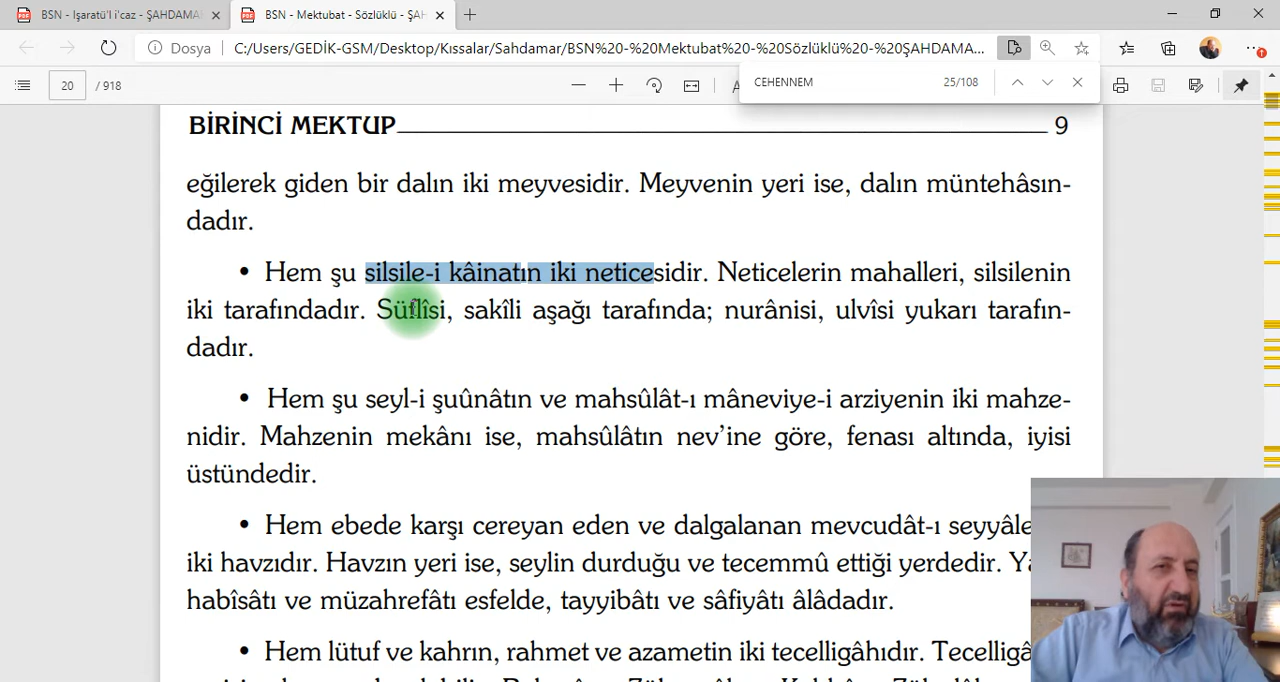 BSN - İşaratü'l i'caz - ŞAHDAMA
BSN - Mektubat - Sözlüklü - ŞAH
Dosya
C:/Users/GEDİK-GSM/Desktop/Kıssalar/Sahdamar/BSN%20-%20Mektubat%20-%20Sözlüklü%20-%20ŞAHDAMA...
20 / 918
CEHENNEM 25/108
BİRİNCİ MEKTUP 9
eğilerek giden bir dalın iki meyvesidir. Meyvenin yeri ise, dalın müntehâsın-
dadır.
• Hem şu silsile-i kâinatın iki neticesidir. Neticelerin mahalleri, silsilenin
iki tarafındadır. Süflîsi, sakîli aşağı tarafında; nurânisi, ulvîsi yukarı tarafın-
dadır.
• Hem şu seyl-i şuûnâtın ve mahsûlât-ı mâneviye-i arziyenin iki mahze-
nidir. Mahzenin mekânı ise, mahsûlâtın nev'ine göre, fenası altında, iyisi
üstündedir.
• Hem ebede karşı cereyan eden ve dalgalanan mevcudât-ı seyyâle
iki havzıdır. Havzın yeri ise, seylin durduğu ve tecemmû ettiği yerdedir. Ya
habîsâtı ve müzahrefâtı esfelde, tayyibâtı ve sâfiyâtı âlâdadır.
• Hem lütuf ve kahrın, rahmet ve azametin iki tecelligâhıdır. Tecelligâ